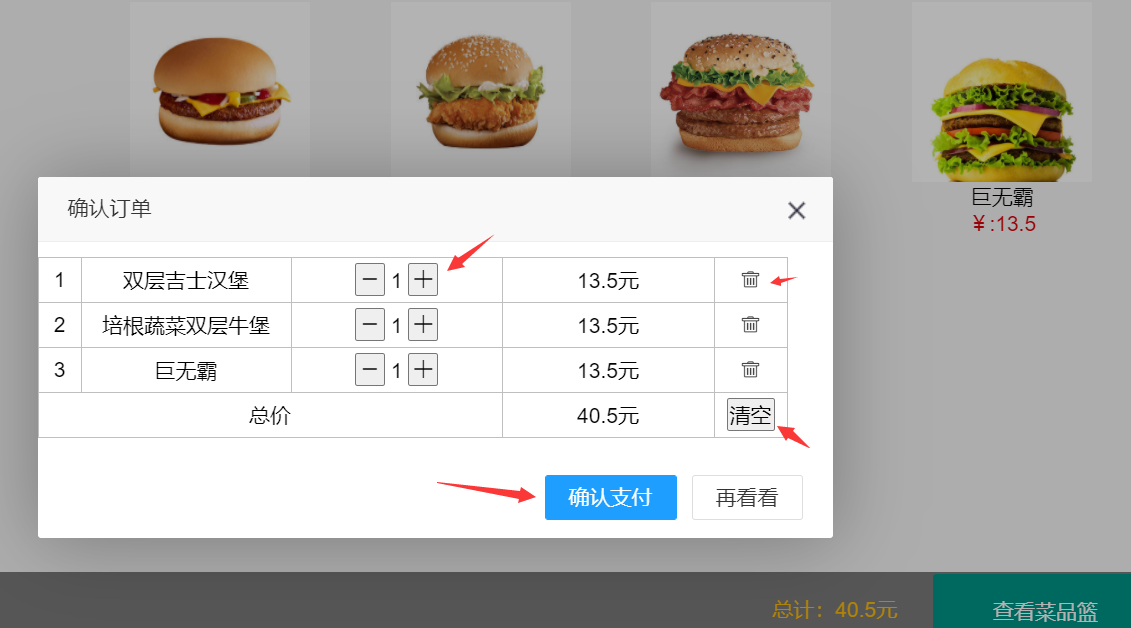 巨无霸
¥:13.5
确认订单
1 双层吉士汉堡 1 13.5元
2 培根蔬菜双层牛堡 1 13.5元
3 巨无霸 1 13.5元
总价 40.5元 清空
确认支付 再看看
总计：40.5元 查看菜品篮